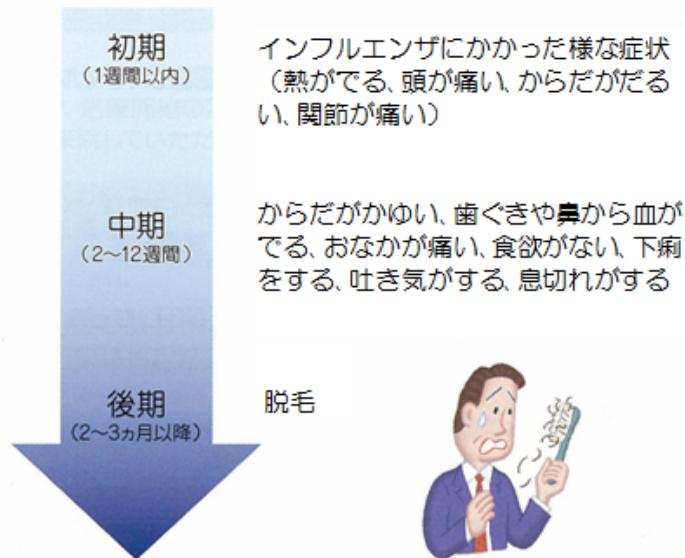 初期
(1週間以内)
インフルエンザにかかった様な症状
(熱がでる、頭が痛い、からだがだる
い、関節が痛い)
中期
(2～12週間)
からだがかゆい、歯ぐきや鼻から血が
でる、おなかが痛い、食欲がない、下痢
をする、吐き気がする、息切れがする
後期
(2～3ヵ月以降)
脱毛